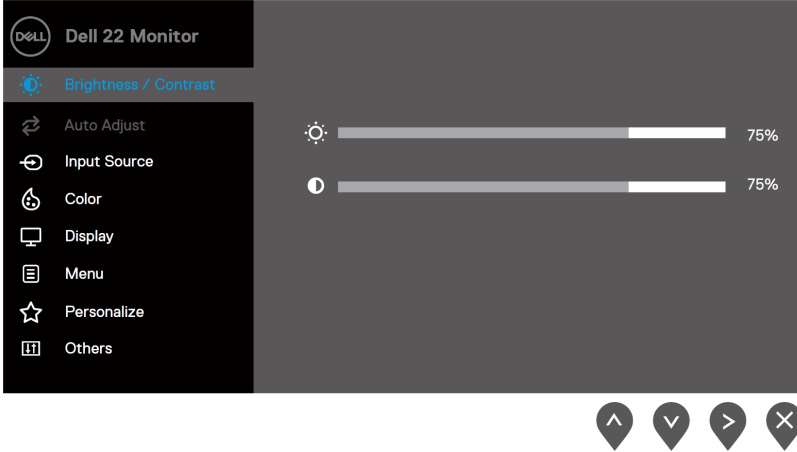 DELL Dell 22 Monitor
Brightness / Contrast
Auto Adjust
75%
Input Source
75%
Color
Display
Menu
Personalize
Others